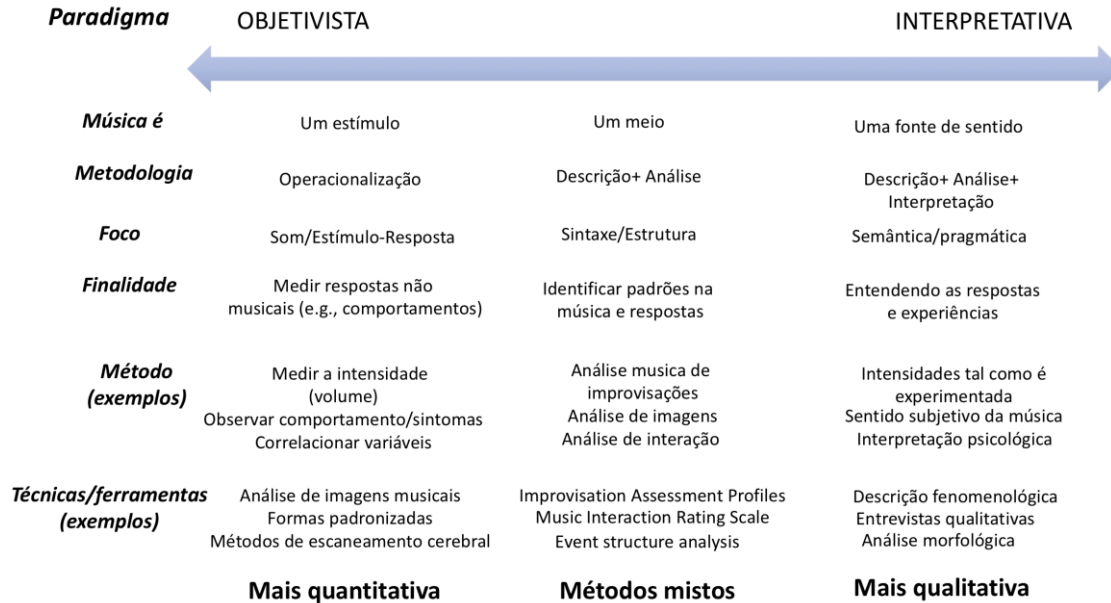 Paradigma OBJETIVISTA INTERPRETATIVA
Música é Um estímulo Um meio Uma fonte de sentido
Metodologia Operacionalização Descrição+ Análise Descrição+ Análise+
Interpretação
Foco Som/Estímulo-Resposta Sintaxe/Estrutura Semântica/pragmática
Finalidade Medir respostas não Identificar padrões na Entendendo as respostas
musicais (e.g., comportamentos) música e respostas e experiências
Método Medir a intensidade Análise musica de Intensidades tal como é
(exemplos) (volume) improvisações experimentada
Observar comportamento/sintomas Análise de imagens Sentido subjetivo da música
Correlacionar variáveis Análise de interação Interpretação psicológica
Técnicas/ferramentas Análise de imagens musicais Improvisation Assessment Profiles Descrição fenomenológica
(exemplos) Formas padronizadas Music Interaction Rating Scale Entrevistas qualitativas
Métodos de escaneamento cerebral Event structure analysis Análise morfológica
Mais quantitativa Métodos mistos Mais qualitativa